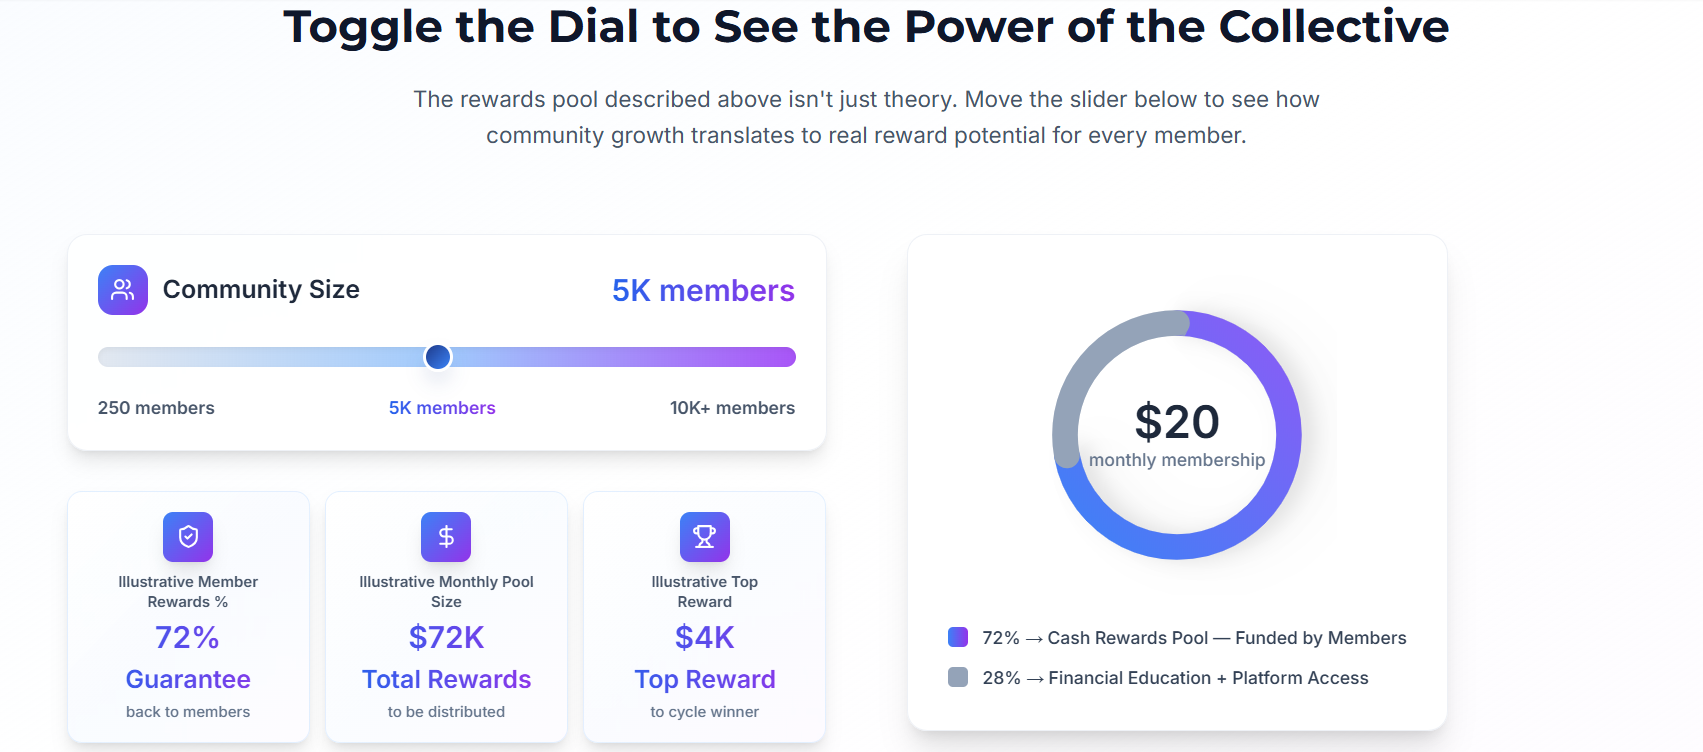 Toggle the Dial to See the Power of the Collective
The rewards pool described above isn't just theory. Move the slider below to see how
community growth translates to real reward potential for every member.
Community Size
5K members
250 members
5K members
10K+ members
Illustrative Member
Rewards %
72%
Guarantee
back to members
Illustrative Monthly Pool
Size
$72K
Total Rewards
to be distributed
Illustrative Top
Reward
$4K
Top Reward
to cycle winner
$20
monthly membership
72% → Cash Rewards Pool — Funded by Members
28% → Financial Education + Platform Access